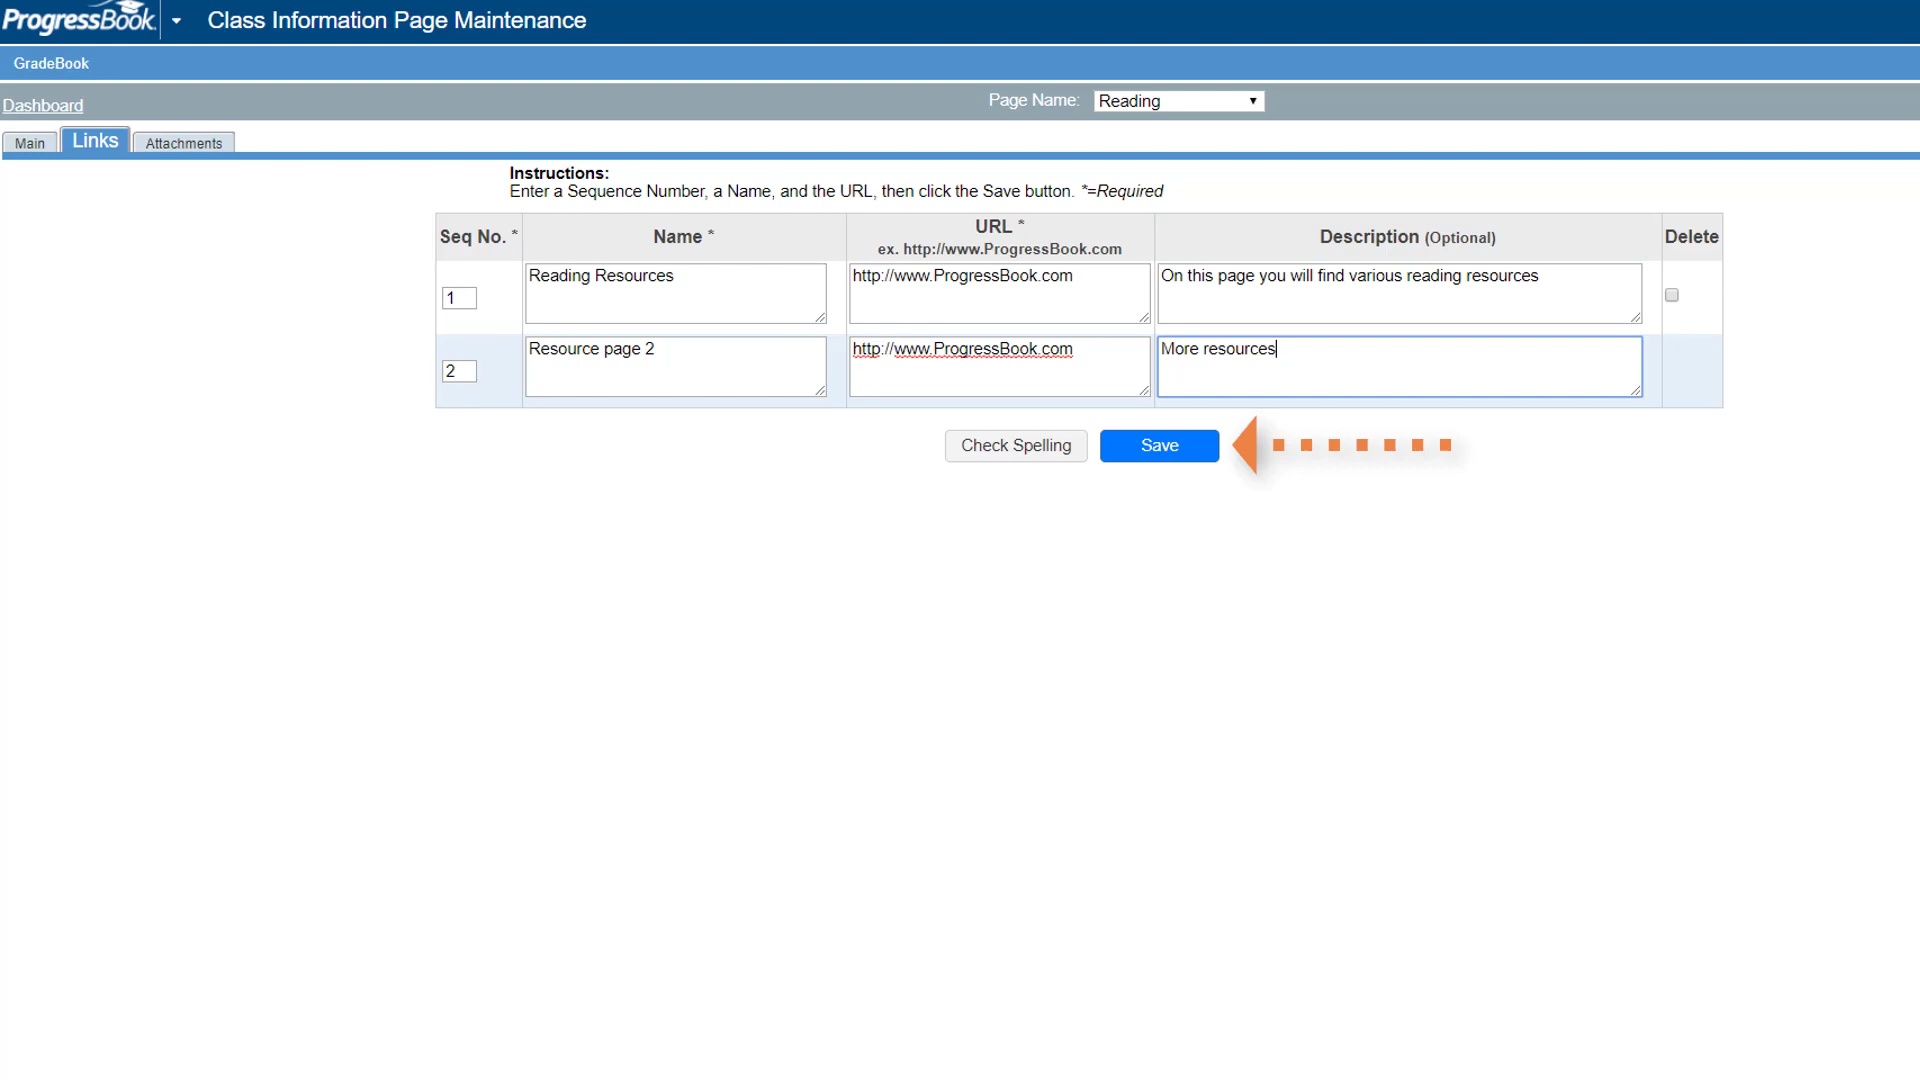 ProgressBook
Class Information Page Maintenance
GradeBook
Dashboard
Page Name: Reading
Main
Links
Attachments
Instructions:
Enter a Sequence Number, a Name, and the URL, then click the Save button. *=Required
Seq No. *
Name *
URL *
ex. http://www.ProgressBook.com
Description (Optional)
Delete
1
Reading Resources
http://www.ProgressBook.com
On this page you will find various reading resources
2
Resource page 2
http://www.ProgressBook.com
More resources
Check Spelling
Save